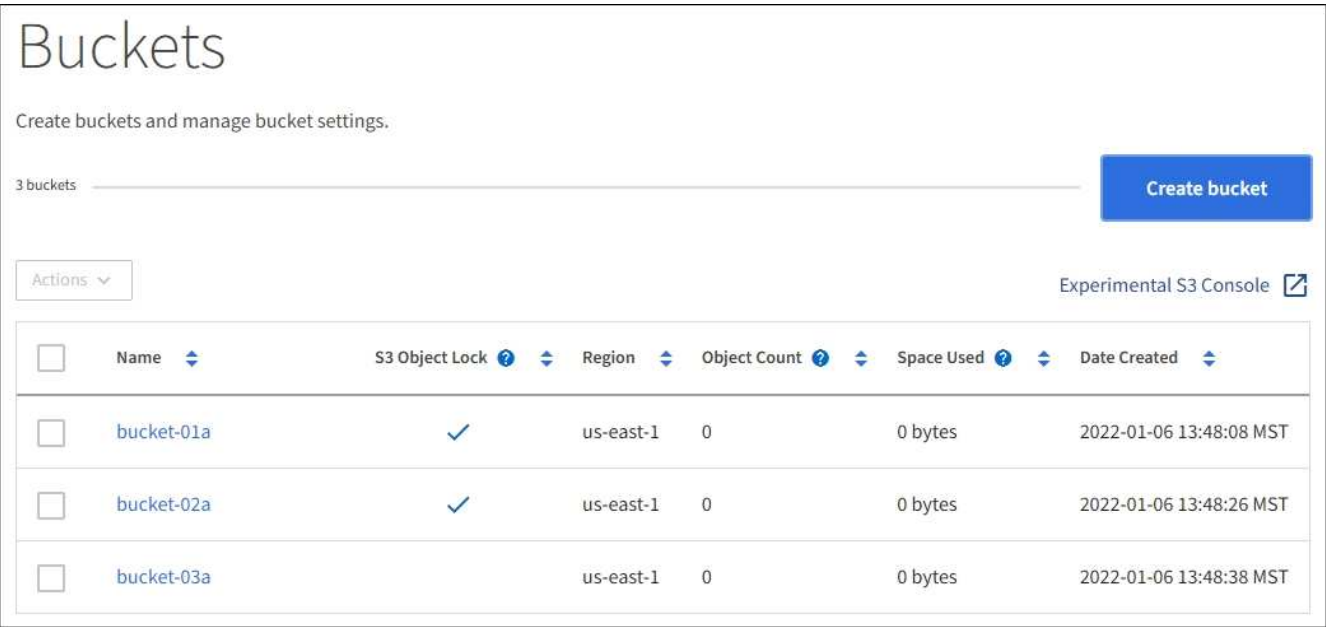 Buckets
Create buckets and manage bucket settings.
3 buckets
Create bucket
Actions
Experimental S3 Console
Name S3 Object Lock Region Object Count Space Used Date Created
bucket-01a us-east-1 0 0 bytes 2022-01-06 13:48:08 MST
bucket-02a us-east-1 0 0 bytes 2022-01-06 13:48:26 MST
bucket-03a us-east-1 0 0 bytes 2022-01-06 13:48:38 MST